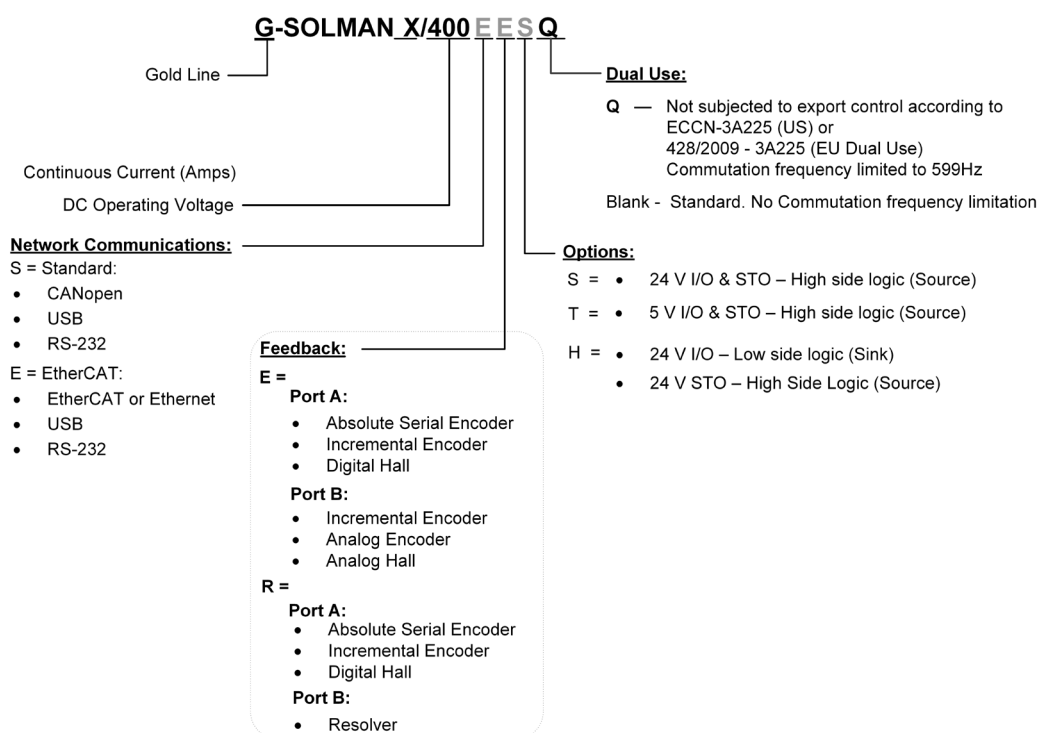 G-SOLMAN X/400 E E S Q
Gold Line
Continuous Current (Amps)
DC Operating Voltage
Network Communications:
S = Standard:
• CANopen
• USB
• RS-232
E = EtherCAT:
• EtherCAT or Ethernet
• USB
• RS-232
Feedback:
E =
Port A:
• Absolute Serial Encoder
• Incremental Encoder
• Digital Hall
Port B:
• Incremental Encoder
• Analog Encoder
• Analog Hall
R =
Port A:
• Absolute Serial Encoder
• Incremental Encoder
• Digital Hall
Port B:
• Resolver
Dual Use:
Q — Not subjected to export control according to
ECCN-3A225 (US) or
428/2009 - 3A225 (EU Dual Use)
Commutation frequency limited to 599Hz
Blank - Standard. No Commutation frequency limitation
Options:
S = • 24 V I/O & STO – High side logic (Source)
T = • 5 V I/O & STO – High side logic (Source)
H = • 24 V I/O – Low side logic (Sink)
• 24 V STO – High Side Logic (Source)